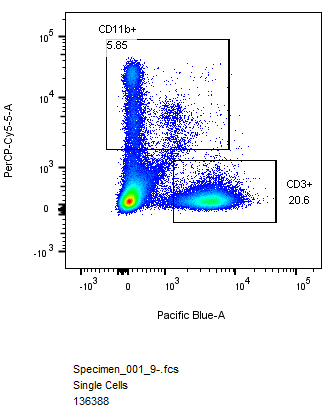 CD11b+
5.85
10^5
10^4
10^3
0
-10^3
PerCP-Cy5-5-A
CD3+
20.6
-10^3 0 10^3 10^4 10^5
Pacific Blue-A
Specimen_001_9-.fcs
Single Cells
136388